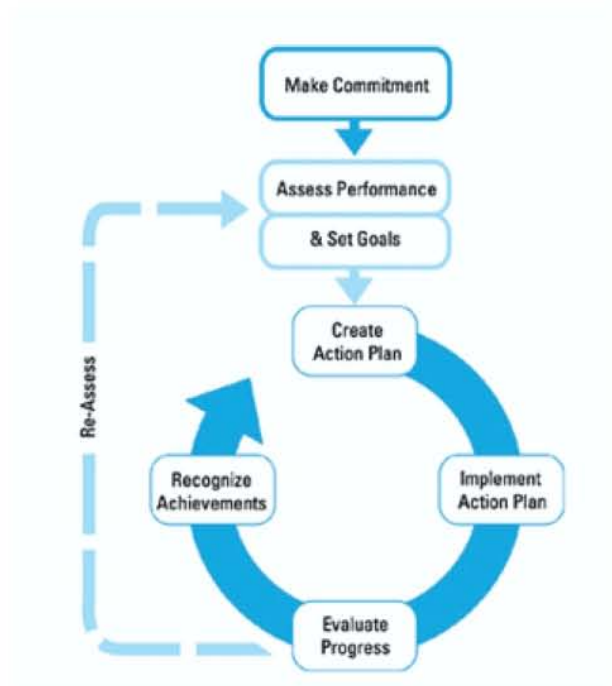 Make Commitment
Assess Performance
& Set Goals
Create
Action Plan
Re-Assess
Recognize
Achievements
Implement
Action Plan
Evaluate
Progress